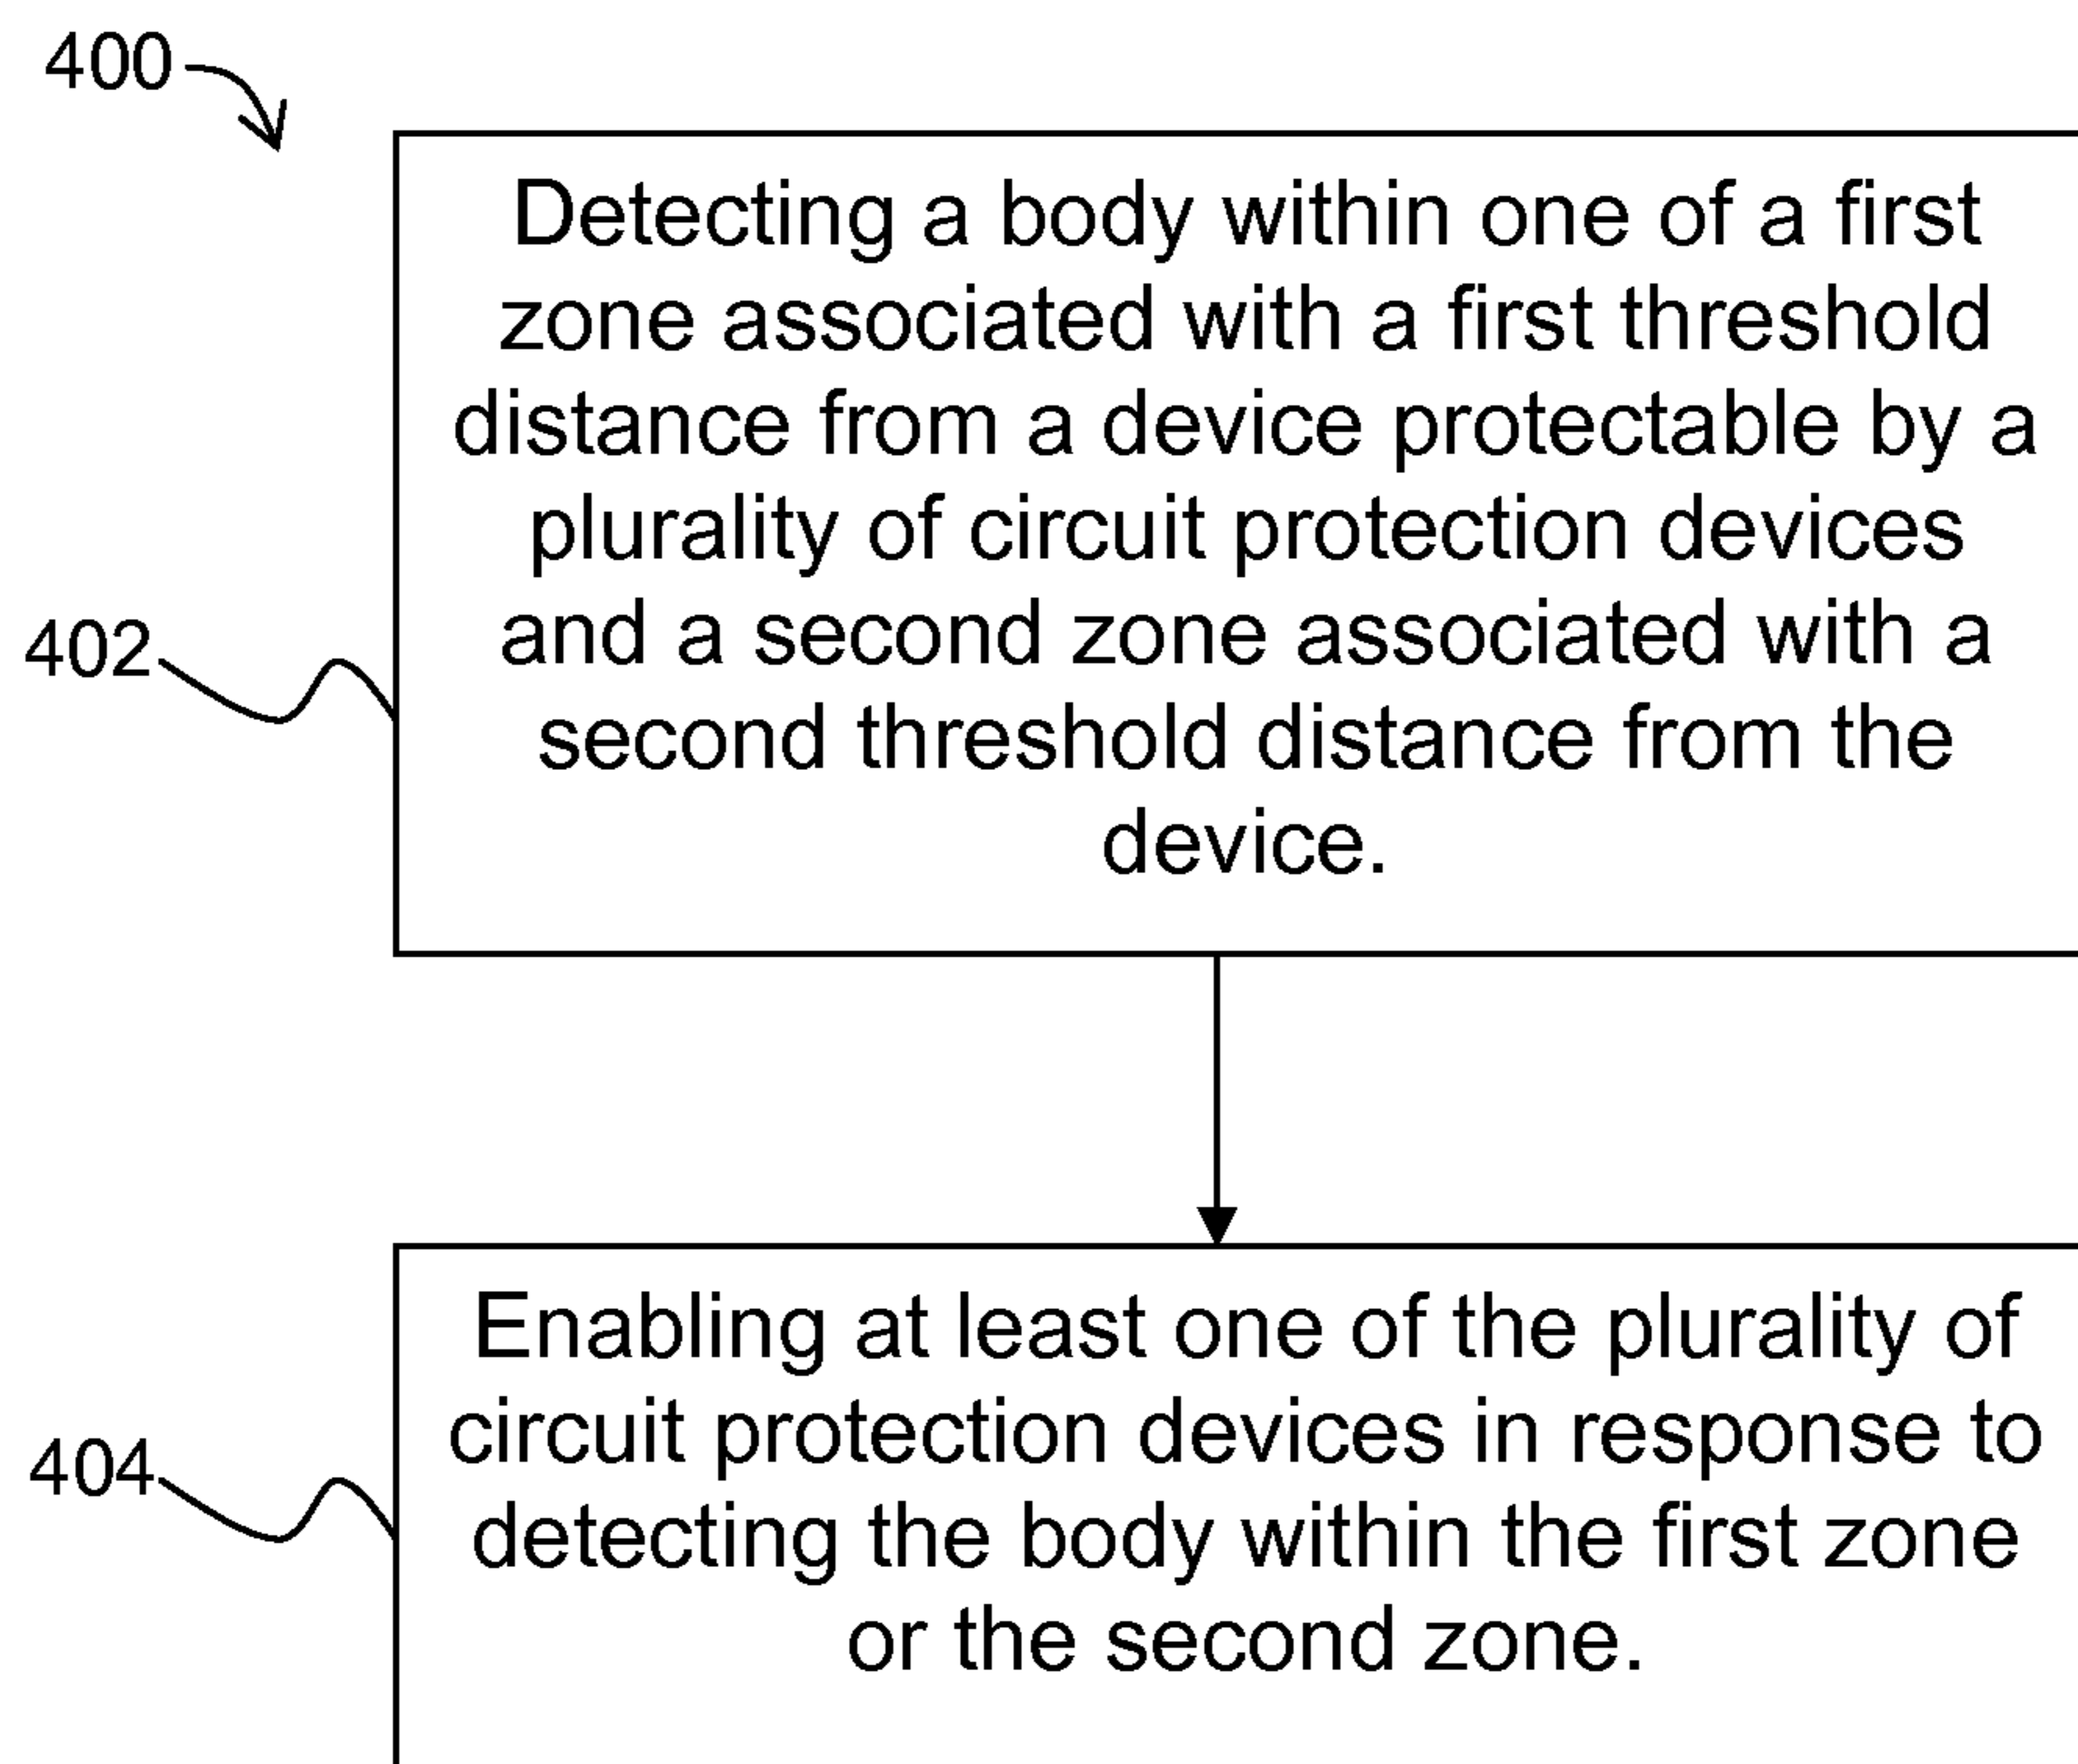 400
Detecting a body within one of a first
zone associated with a first threshold
distance from a device protectable by a
plurality of circuit protection devices
and a second zone associated with a
second threshold distance from the
device.
402
Enabling at least one of the plurality of
circuit protection devices in response to
detecting the body within the first zone
or the second zone.
404